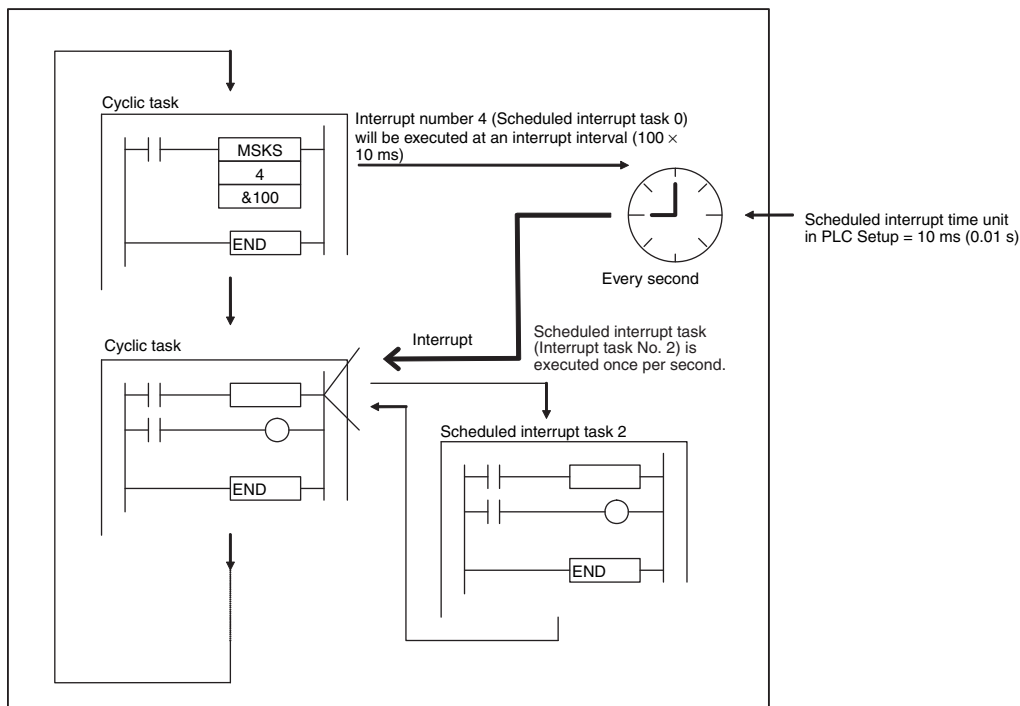 Cyclic task
MSKS
4
&100
END
Interrupt number 4 (Scheduled interrupt task 0)
will be executed at an interrupt interval (100 ×
10 ms)
Every second
Scheduled interrupt time unit
in PLC Setup = 10 ms (0.01 s)
Interrupt
Scheduled interrupt task
(Interrupt task No. 2) is
executed once per second.
Cyclic task
END
Scheduled interrupt task 2
END